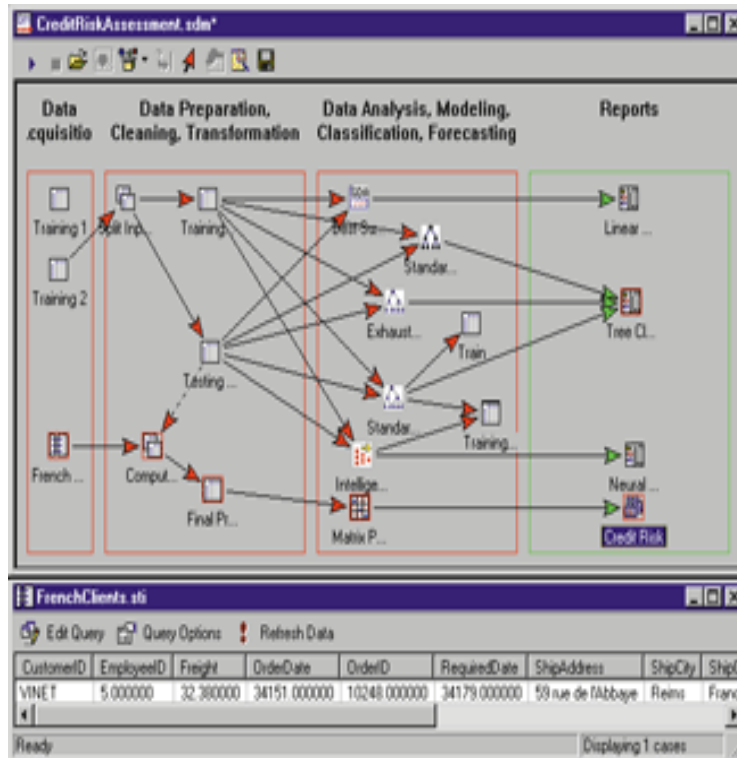 CreditRiskAssessment.sdm*
Data
.cquisitio
Data Preparation,
Cleaning, Transformation
Data Analysis, Modeling,
Classification, Forecasting
Reports
Training 1
Split Inp...
Training.
Linear ...
Standar...
Training 2
Exhaust...
Train
Tree Cl...
Testing ...
Standar...
Training...
French ...
Comput...
Intellige...
Neural ...
Final Pr...
Matrix P...
Credit Risk
FrenchClients.sti
Edit Query Query Options Refresh Data
CustomerID EmployeeID Freight OrderDate OrderID RequiredDate ShipAddress ShipCity ShipC
VINET 5.000000 32.380000 34151.000000 10248.000000 34179.000000 59 rue de l'Abbaye Reims Franc
Ready Displaying 1 cases